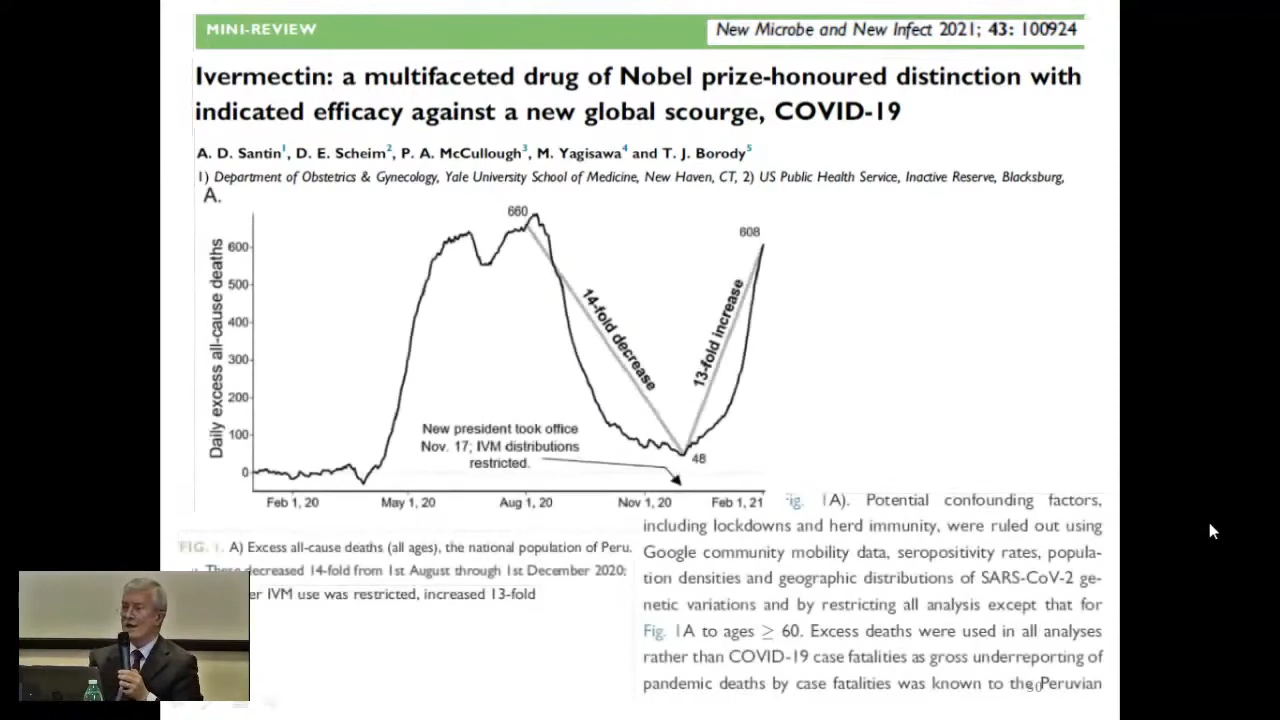 MINI-REVIEW
New Microbe and New Infect 2021; 43: 100924
Ivermectin: a multifaceted drug of Nobel prize-honoured distinction with
indicated efficacy against a new global scourge, COVID-19
A. D. Santin1, D. E. Scheim2, P. A. McCullough3, M. Yagisawa4 and T. J. Borody5
1) Department of Obstetrics & Gynecology, Yale University School of Medicine, New Haven, CT, 2) US Public Health Service, Inactive Reserve, Blacksburg,
A.
Daily excess all-cause deaths
600
500
400
300
200
100
0
660
14-fold decrease
608
13-fold increase
48
New president took office
Nov. 17; IVM distributions
restricted.
Feb 1, 20
May 1, 20
Aug 1, 20
Nov 1, 20
Feb 1, 21
FIG. 1. A) Excess all-cause deaths (all ages), the national population of Peru.
These decreased 14-fold from 1st August through 1st December 2020;
IVM use was restricted, increased 13-fold
1A). Potential confounding factors,
including lockdowns and herd immunity, were ruled out using
Google community mobility data, seropositivity rates, popula-
tion densities and geographic distributions of SARS-CoV-2 ge-
netic variations and by restricting all analysis except that for
Fig. 1A to ages ≥ 60. Excess deaths were used in all analyses
rather than COVID-19 case fatalities as gross underreporting of
pandemic deaths by case fatalities was known to the Peruvian